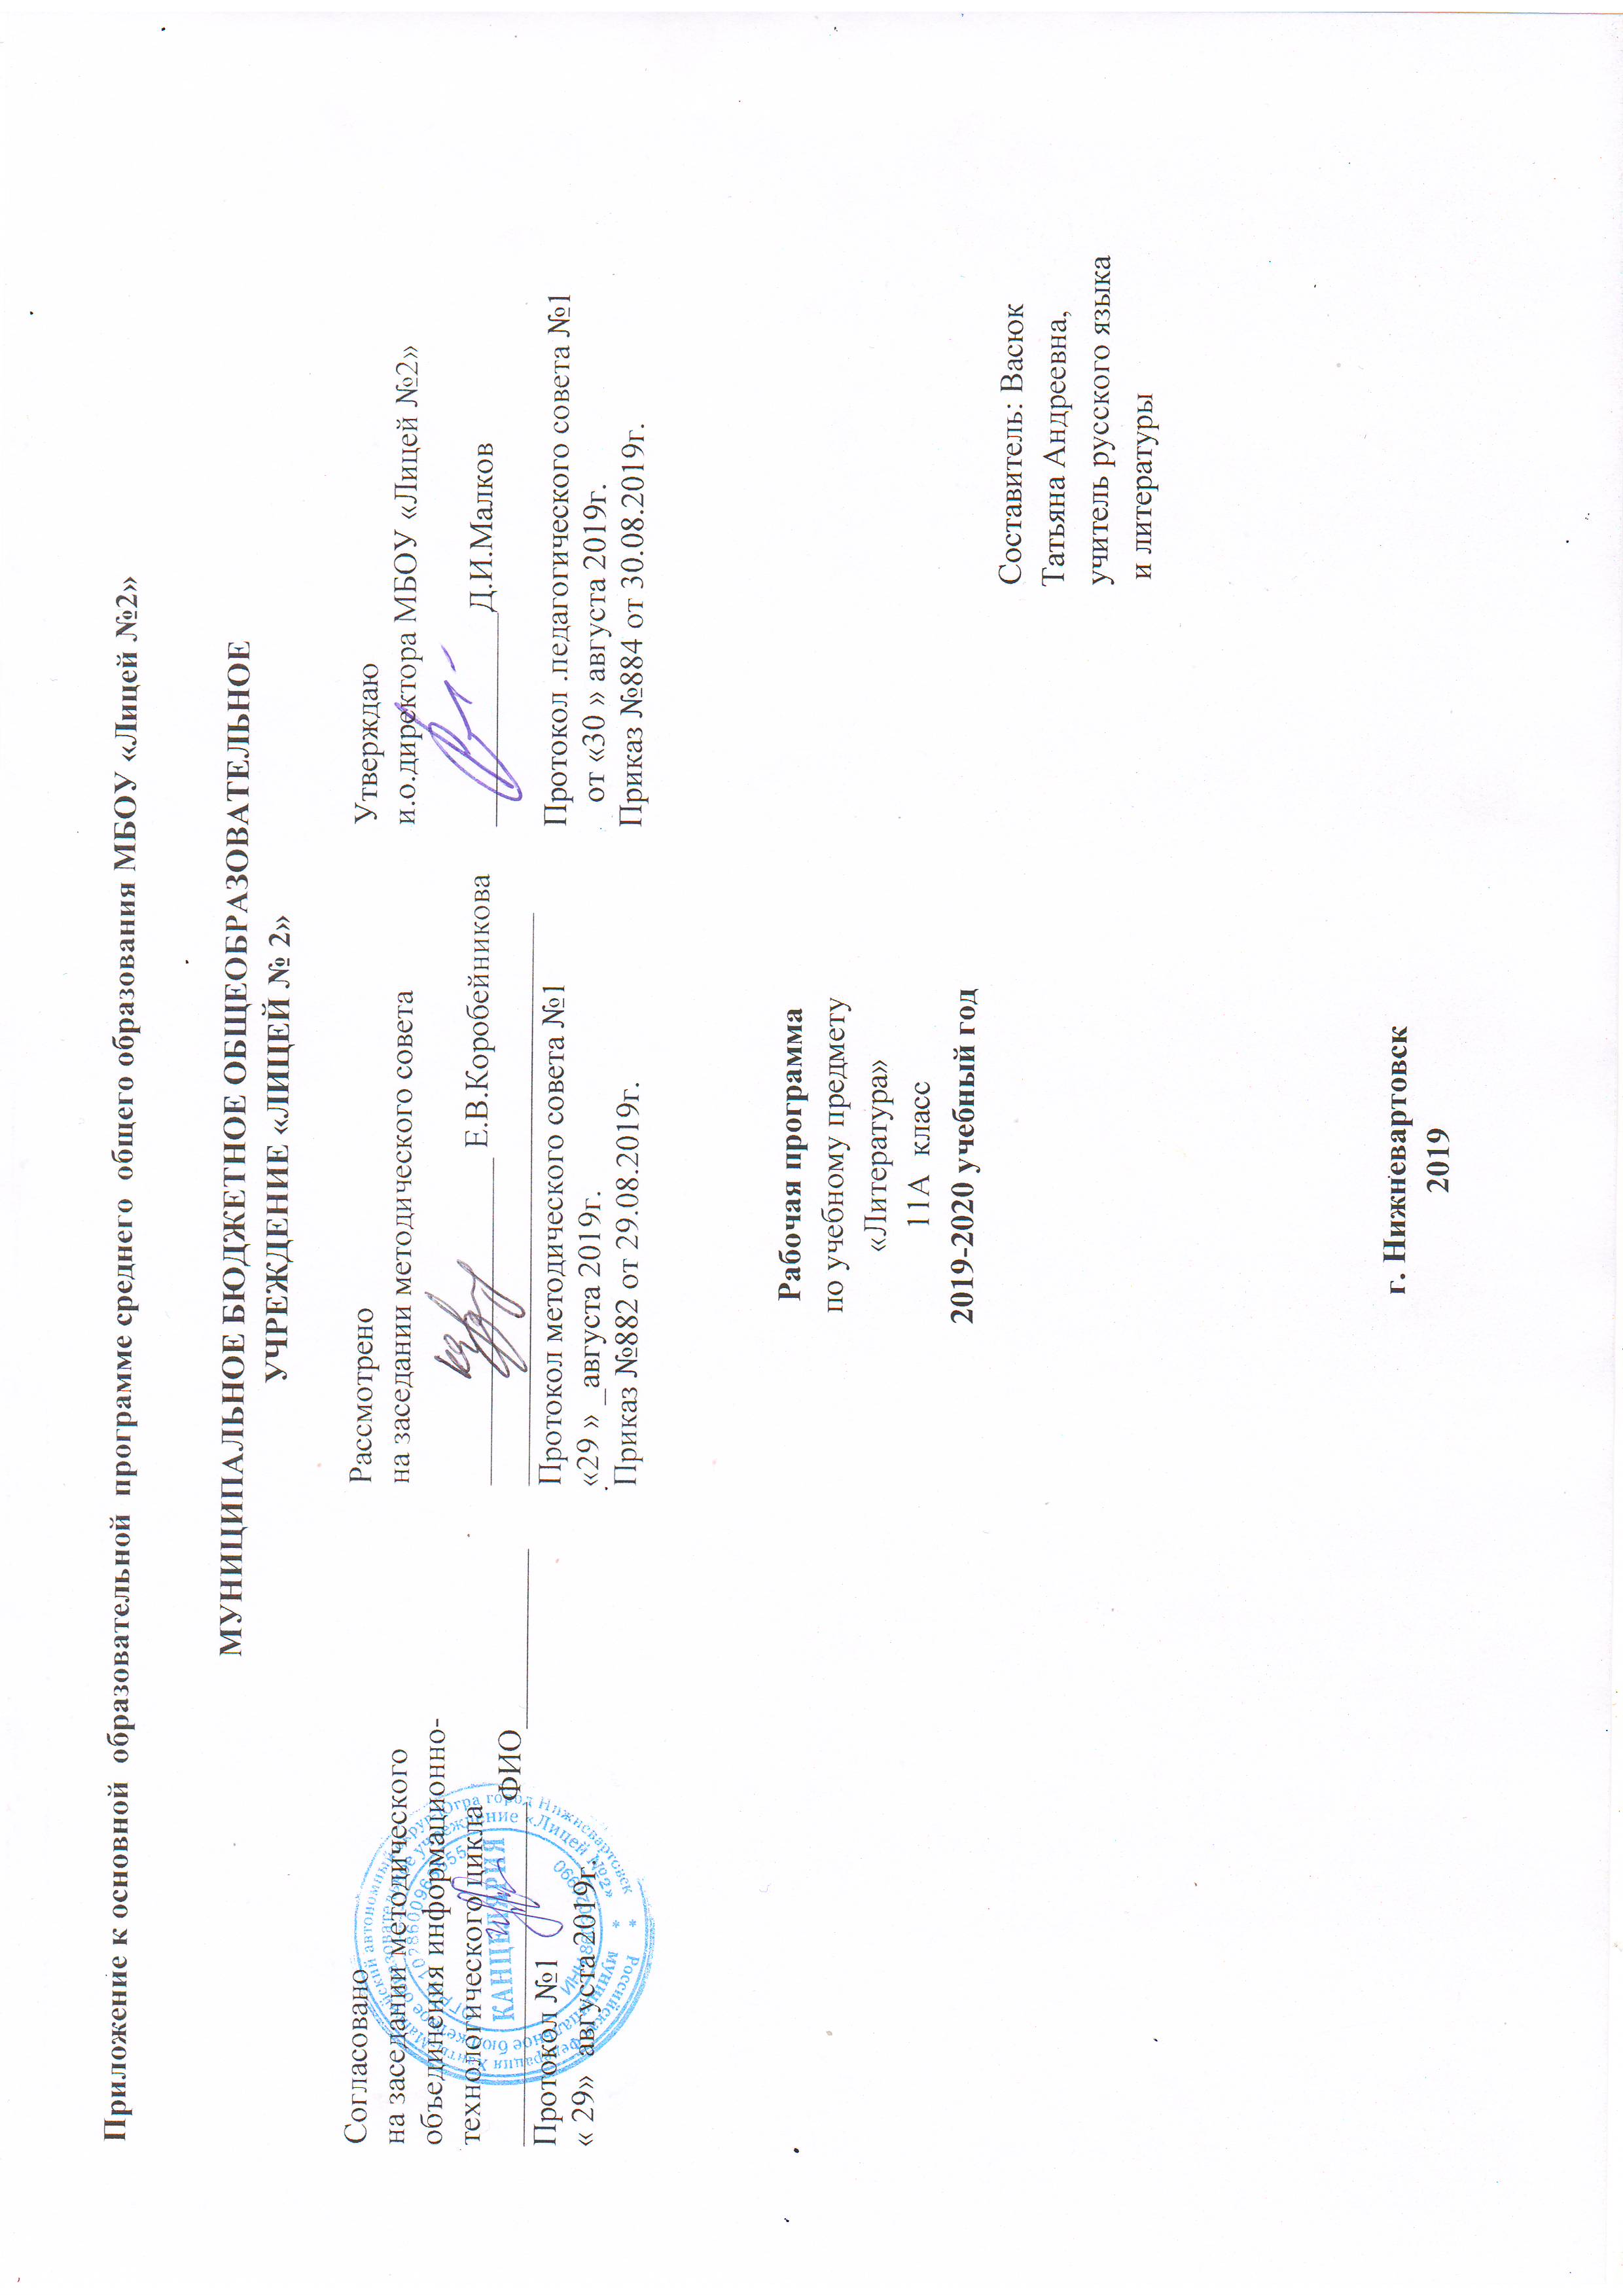 Приложение к основной образовательной программе среднего общего образования МБОУ «Лицей №2»
МУНИЦИПАЛЬНОЕ БЮДЖЕТНОЕ ОБЩЕОБРАЗОВАТЕЛЬНОЕ
УЧРЕЖДЕНИЕ «ЛИЦЕЙ № 2»
Согласовано
на заседании методического
объединения информационно-
технологического цикла
ФИО
Протокол №1
« 29» августа 2019г.
КАНЦЕЛЯРИЯ
Рассмотрено
на заседании методического совета
Е.В.Коробейникова
Протокол методического совета №1
«29 » _ августа 2019г.
Приказ №882 от 29.08.2019г.
Утверждаю
и.о.директора МБОУ «Лицей №2»
Д.И.Малков
Протокол .педагогического совета №1
от «30 » августа 2019г.
Приказ №884 от 30.08.2019г.
Рабочая программа
по учебному предмету
«Литература»
11А класс
2019-2020 учебный год
Составитель: Васюк
Татьяна Андреевна,
учитель русского языка
и литературы
г. Нижневартовск
2019